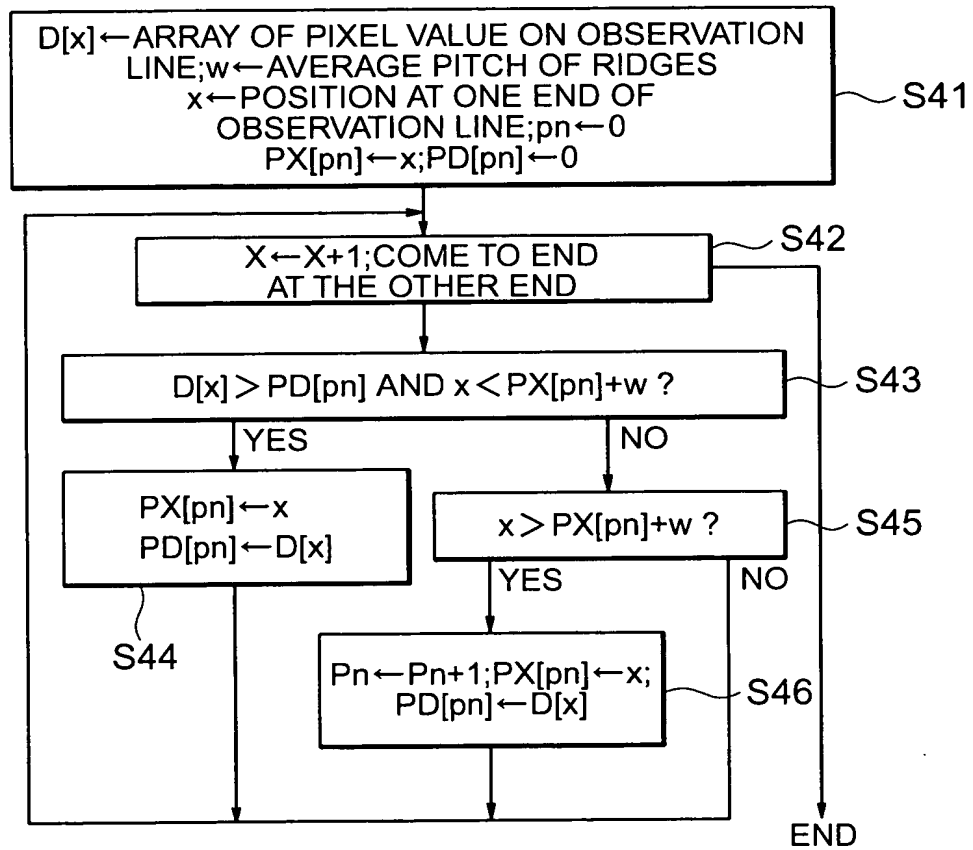 D[x]←ARRAY OF PIXEL VALUE ON OBSERVATION
LINE;w←AVERAGE PITCH OF RIDGES
x←POSITION AT ONE END OF
OBSERVATION LINE;pn←0
PX[pn]←x;PD[pn]←0
S41
X←X+1;COME TO END
AT THE OTHER END
S42
D[x]>PD[pn] AND x<PX[pn]+w ?
S43
YES
NO
PX[pn]←x
PD[pn]←D[x]
S44
x>PX[pn]+w ?
S45
YES
NO
Pn←Pn+1;PX[pn]←x;
PD[pn]←D[x]
S46
END